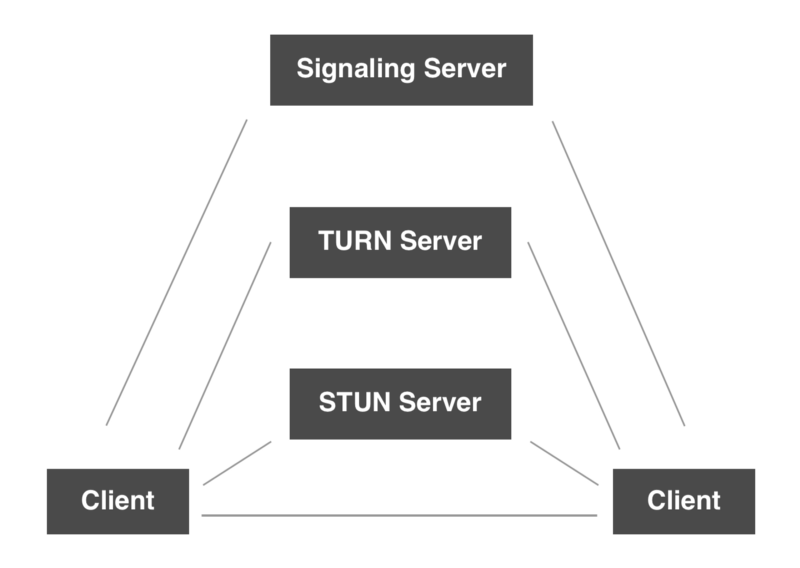 Signaling Server
TURN Server
STUN Server
Client
Client